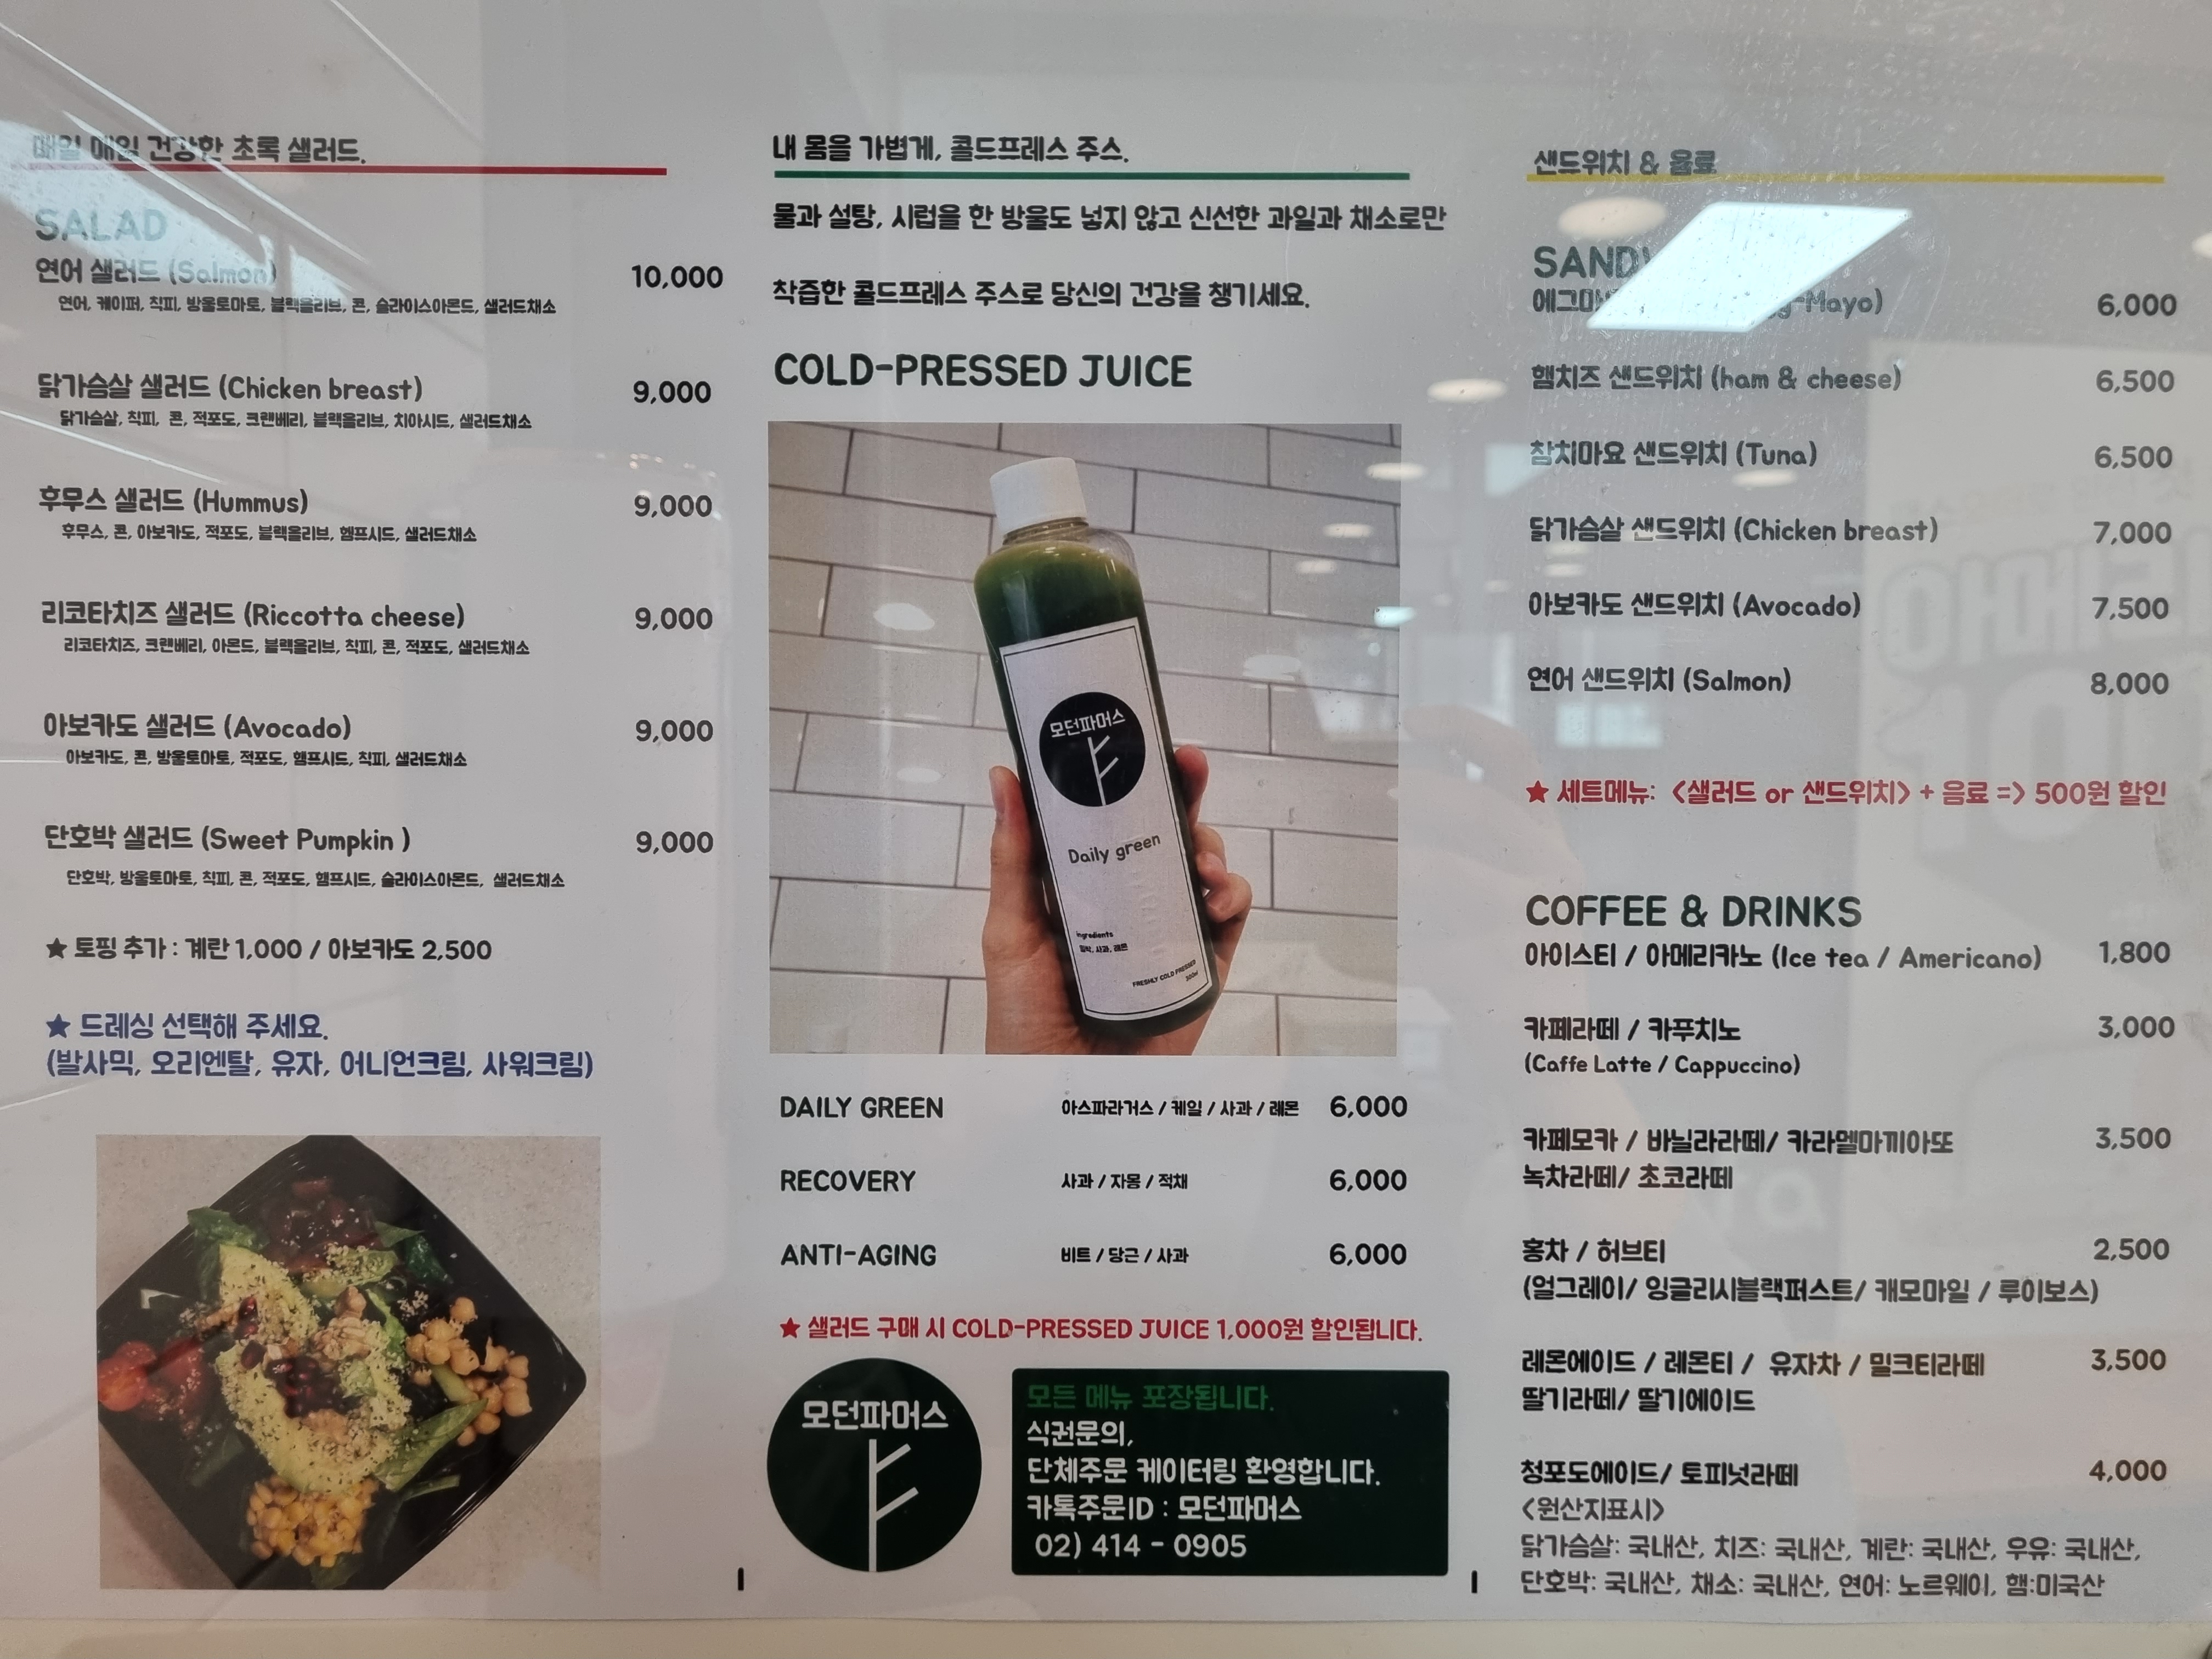 매일 매일 건강한 초록 샐러드.
SALAD
연어 샐러드 (Salmon) 10,000
연어, 케이퍼, 칙피, 방울토마토, 블랙올리브, 콘, 슬라이스아몬드, 샐러드채소
닭가슴살 샐러드 (Chicken breast) 9,000
닭가슴살, 칙피, 콘, 적포도, 크랜베리, 블랙올리브, 치아시드, 샐러드채소
후무스 샐러드 (Hummus) 9,000
후무스, 콘, 아보카도, 적포도, 블랙올리브, 햄프시드, 샐러드채소
리코타치즈 샐러드 (Riccotta cheese) 9,000
리코타치즈, 크랜베리, 아몬드, 블랙올리브, 칙피, 콘, 적포도, 샐러드채소
아보카도 샐러드 (Avocado) 9,000
아보카도, 콘, 방울토마토, 적포도, 햄프시드, 칙피, 샐러드채소
단호박 샐러드 (Sweet Pumpkin ) 9,000
단호박, 방울토마토, 칙피, 콘, 적포도, 햄프시드, 슬라이스아몬드, 샐러드채소
★ 토핑 추가 : 계란 1,000 / 아보카도 2,500
★ 드레싱 선택해 주세요.
(발사믹, 오리엔탈, 유자, 어니언크림, 사워크림)
내 몸을 가볍게, 콜드프레스 주스.
물과 설탕, 시럽을 한 방울도 넣지 않고 신선한 과일과 채소로만
착즙한 콜드프레스 주스로 당신의 건강을 챙기세요.
COLD-PRESSED JUICE
모던파머스
Daily green
ingredients
사과, 레몬
FRESHLY COLD PRESSED
300ml
DAILY GREEN 아스파라거스 / 케일 / 사과 / 레몬 6,000
RECOVERY 사과 / 자몽 / 적채 6,000
ANTI-AGING 비트 / 당근 / 사과 6,000
★ 샐러드 구매 시 COLD-PRESSED JUICE 1,000원 할인됩니다.
모던파머스
모든 메뉴 포장됩니다.
식권문의,
단체주문 케이터링 환영합니다.
카톡주문ID : 모던파머스
02) 414 - 0905
샌드위치 & 음료
6,000
햄치즈 샌드위치 (ham & cheese) 6,500
참치마요 샌드위치 (Tuna) 6,500
닭가슴살 샌드위치 (Chicken breast) 7,000
아보카도 샌드위치 (Avocado) 7,500
연어 샌드위치 (Salmon) 8,000
★ 세트메뉴: <샐러드 or 샌드위치> + 음료 => 500원 할인
COFFEE & DRINKS
아이스티 / 아메리카노 (Ice tea / Americano) 1,800
카페라떼 / 카푸치노 3,000
(Caffe Latte / Cappuccino)
카페모카 / 바닐라라떼/ 카라멜마끼아또 3,500
녹차라떼/ 초코라떼
홍차 / 허브티 2,500
(얼그레이/ 잉글리시블랙퍼스트/ 캐모마일 / 루이보스)
레몬에이드 / 레몬티 / 유자차 / 밀크티라떼 3,500
딸기라떼/ 딸기에이드
청포도에이드/ 토피넛라떼 4,000
<원산지표시>
닭가슴살: 국내산, 치즈: 국내산, 계란: 국내산, 우유: 국내산,
단호박: 국내산, 채소: 국내산, 연어: 노르웨이, 햄:미국산